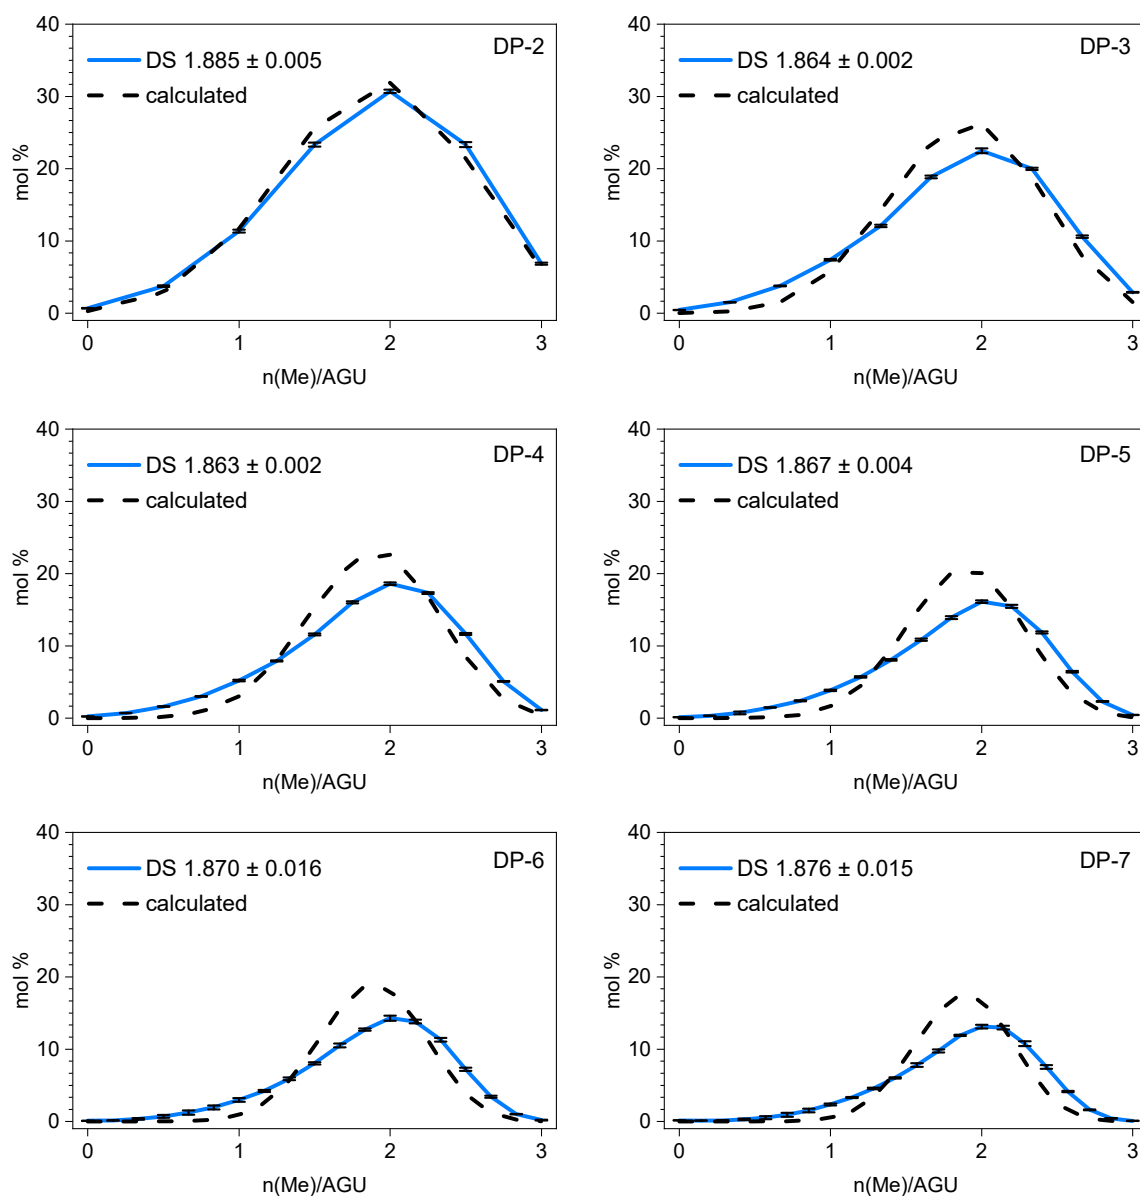 DP-2
DS 1.885 ± 0.005
calculated
mol %
40
30
20
10
0
0 1 2 3
n(Me)/AGU
DP-3
DS 1.864 ± 0.002
calculated
mol %
40
30
20
10
0
0 1 2 3
n(Me)/AGU
DP-4
DS 1.863 ± 0.002
calculated
mol %
40
30
20
10
0
0 1 2 3
n(Me)/AGU
DP-5
DS 1.867 ± 0.004
calculated
mol %
40
30
20
10
0
0 1 2 3
n(Me)/AGU
DP-6
DS 1.870 ± 0.016
calculated
mol %
40
30
20
10
0
0 1 2 3
n(Me)/AGU
DP-7
DS 1.876 ± 0.015
calculated
mol %
40
30
20
10
0
0 1 2 3
n(Me)/AGU